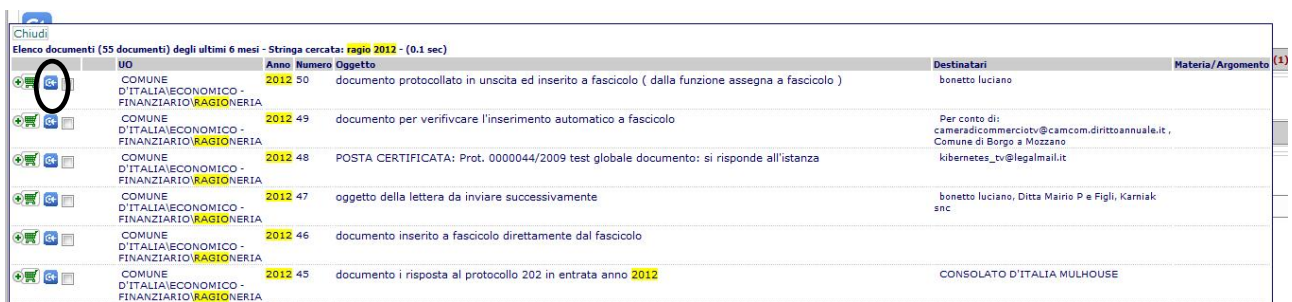 Chiudi
Elenco documenti (55 documenti) degli ultimi 6 mesi - Stringa cercata: ragio 2012 - (0.1 sec)
UO Anno Numero Oggetto Destinatari Materia/Argomento (1)
COMUNE D'ITALIA\ECONOMICO - FINANZIARIO\RAGIONERIA 2012 50 documento protocollato in unscita ed inserito a fascicolo ( dalla funzione assegna a fascicolo ) bonetto luciano
COMUNE D'ITALIA\ECONOMICO - FINANZIARIO\RAGIONERIA 2012 49 documento per verifivcare l'inserimento automatico a fascicolo Per conto di: cameradicommerciotv@camcom.dirittoannuale.it , Comune di Borgo a Mozzano
COMUNE D'ITALIA\ECONOMICO - FINANZIARIO\RAGIONERIA 2012 48 POSTA CERTIFICATA: Prot. 0000044/2009 test globale documento: si risponde all'istanza kibernetes_tv@legalmail.it
COMUNE D'ITALIA\ECONOMICO - FINANZIARIO\RAGIONERIA 2012 47 oggetto della lettera da inviare successivamente bonetto luciano, Ditta Mairio P e Figli, Karniak snc
COMUNE D'ITALIA\ECONOMICO - FINANZIARIO\RAGIONERIA 2012 46 documento inserito a fascicolo direttamente dal fascicolo
COMUNE D'ITALIA\ECONOMICO - FINANZIARIO\RAGIONERIA 2012 45 documento i risposta al protocollo 202 in entrata anno 2012 CONSOLATO D'ITALIA MULHOUSE